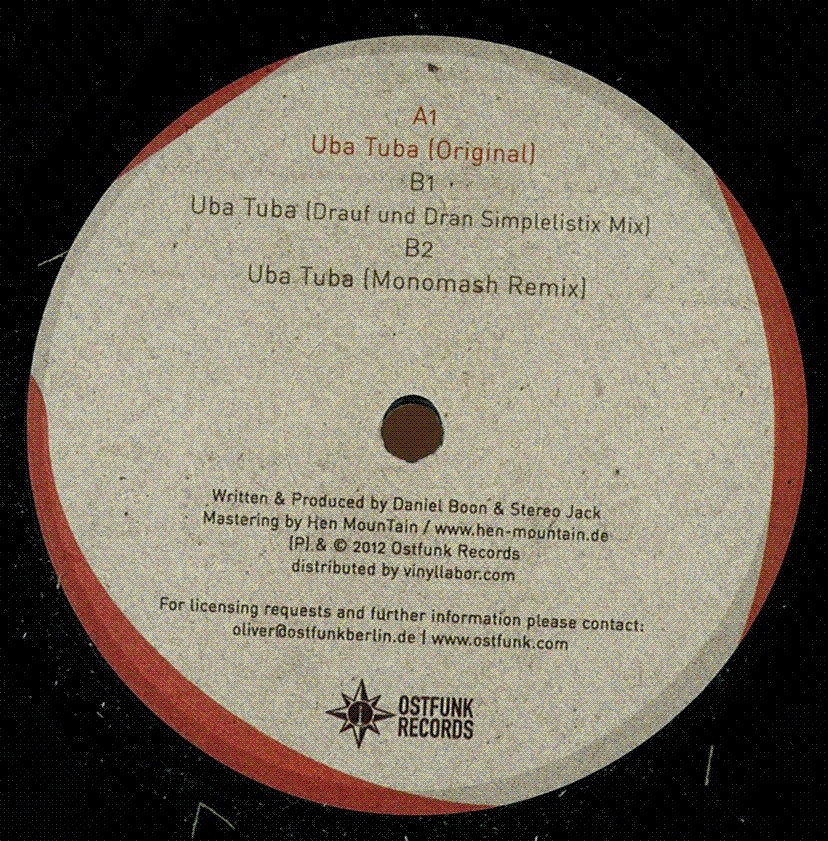 A1
Uba Tuba (Original)
B1
Uba Tuba (Drauf und Dran Simplelistix Mix)
B2
Uba Tuba (Monomash Remix)
Written & Produced by Daniel Boon & Stereo Jack
Mastering by Hen MounTain / www.hen-mountain.de
(P) & © 2012 Ostfunk Records
distributed by vinyllabor.com
For licensing requests and further information please contact:
oliver@ostfunkberlin.de | www.ostfunk.com
OSTFUNK
RECORDS